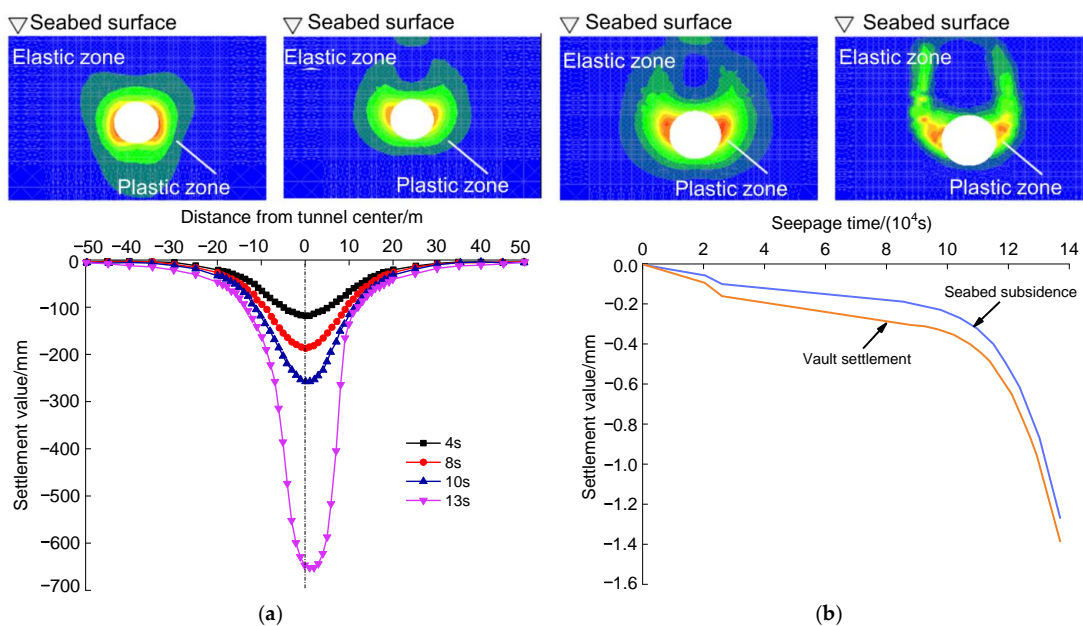 ▽ Seabed surface
Elastic zone
Plastic zone
▽ Seabed surface
Elastic zone
Plastic zone
▽ Seabed surface
Elastic zone
Plastic zone
▽ Seabed surface
Elastic zone
Plastic zone
Distance from tunnel center/m
−50 −40 −30 −20 −10 0 10 20 30 40 50
Settlement value/mm
0
−100
−200
−300
−400
−500
−600
−700
4s
8s
10s
13s
(a)
Seepage time/(10⁴s)
0 2 4 6 8 10 12 14
Settlement value/mm
0.0
−0.2
−0.4
−0.6
−0.8
−1.0
−1.2
−1.4
−1.6
Seabed subsidence
Vault settlement
(b)